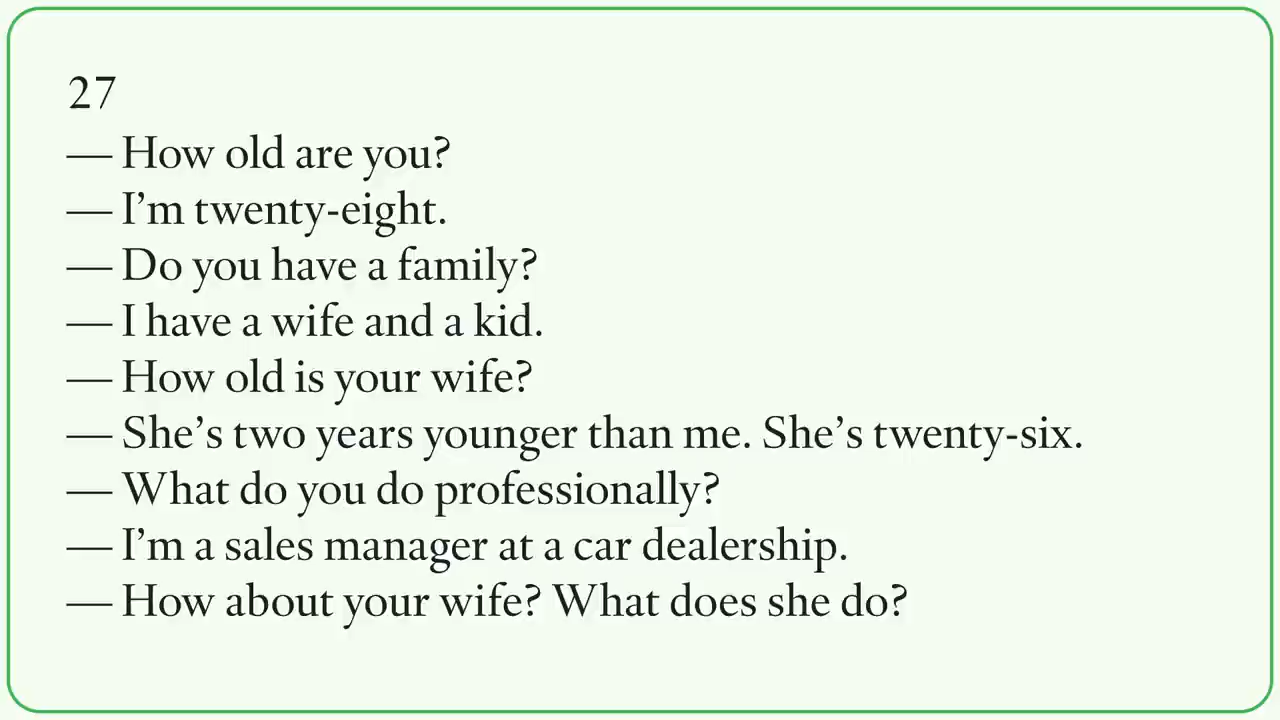 27
— How old are you?
— I’m twenty-eight.
— Do you have a family?
— I have a wife and a kid.
— How old is your wife?
— She’s two years younger than me. She’s twenty-six.
— What do you do professionally?
— I’m a sales manager at a car dealership.
— How about your wife? What does she do?